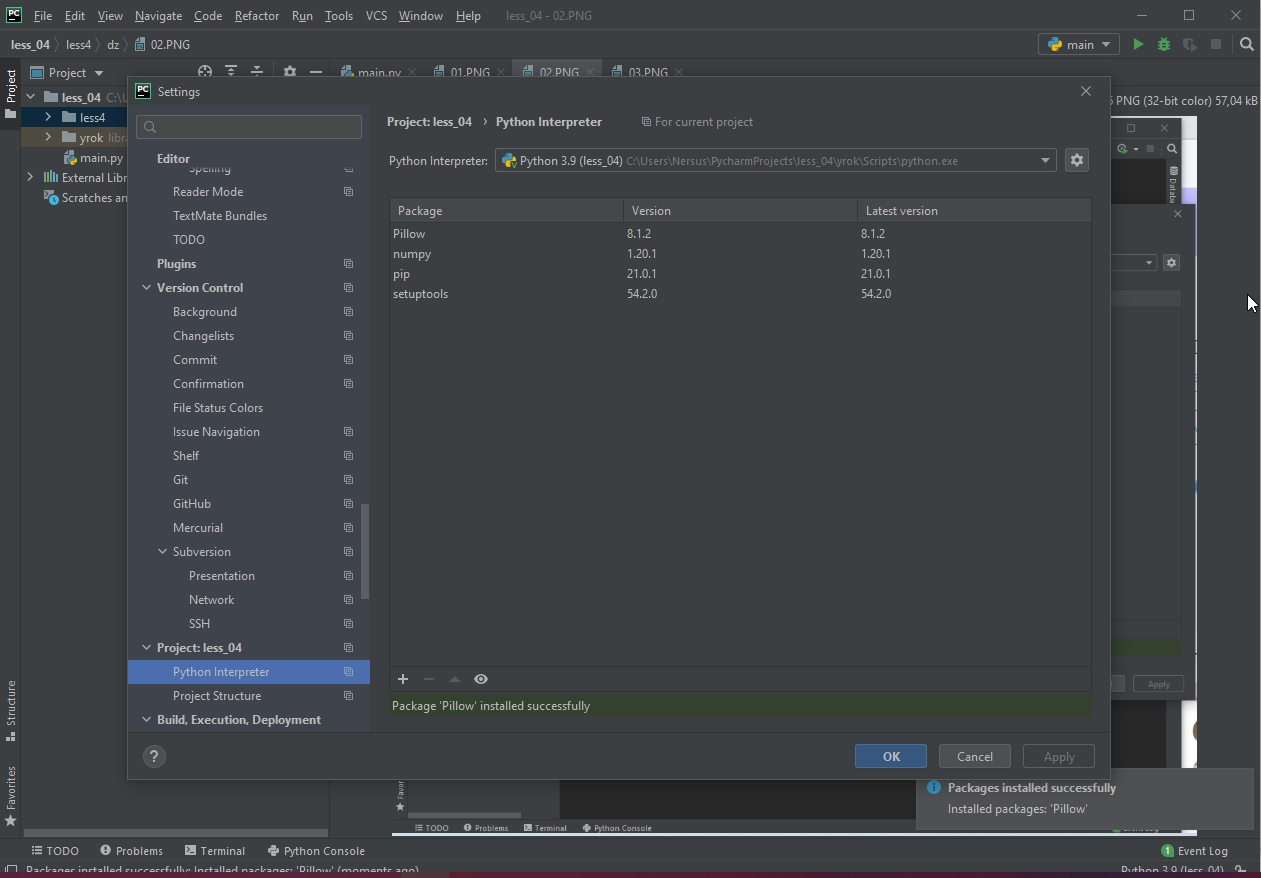 PC File Edit View Navigate Code Refactor Run Tools VCS Window Help less_04 - 02.PNG
less_04 less4 dz 02.PNG main
Project main.py 01.PNG 02.PNG 03.PNG
Project
less_04 C:\U
less4
yrok libra
main.py
External Libr
Scratches an
PNG (32-bit color) 57,04 kB
PC Settings
Editor
Spelling
Reader Mode
TextMate Bundles
TODO
Plugins
Version Control
Background
Changelists
Commit
Confirmation
File Status Colors
Issue Navigation
Shelf
Git
GitHub
Mercurial
Subversion
Presentation
Network
SSH
Project: less_04
Python Interpreter
Project Structure
Build, Execution, Deployment
Project: less_04 › Python Interpreter For current project
Python Interpreter: Python 3.9 (less_04) C:\Users\Nersus\PycharmProjects\less_04\yrok\Scripts\python.exe
Package Version Latest version
Pillow 8.1.2 8.1.2
numpy 1.20.1 1.20.1
pip 21.0.1 21.0.1
setuptools 54.2.0 54.2.0
Package 'Pillow' installed successfully
? OK Cancel Apply
Databa
Apply
Structure
Favorites
Favor
TODO Problems Terminal Python Console
Packages installed successfully
Installed packages: 'Pillow'
TODO Problems Terminal Python Console 1 Event Log
Packages installed successfully: Installed packages: 'Pillow' (moments ago) Python 3.9 (less_04)